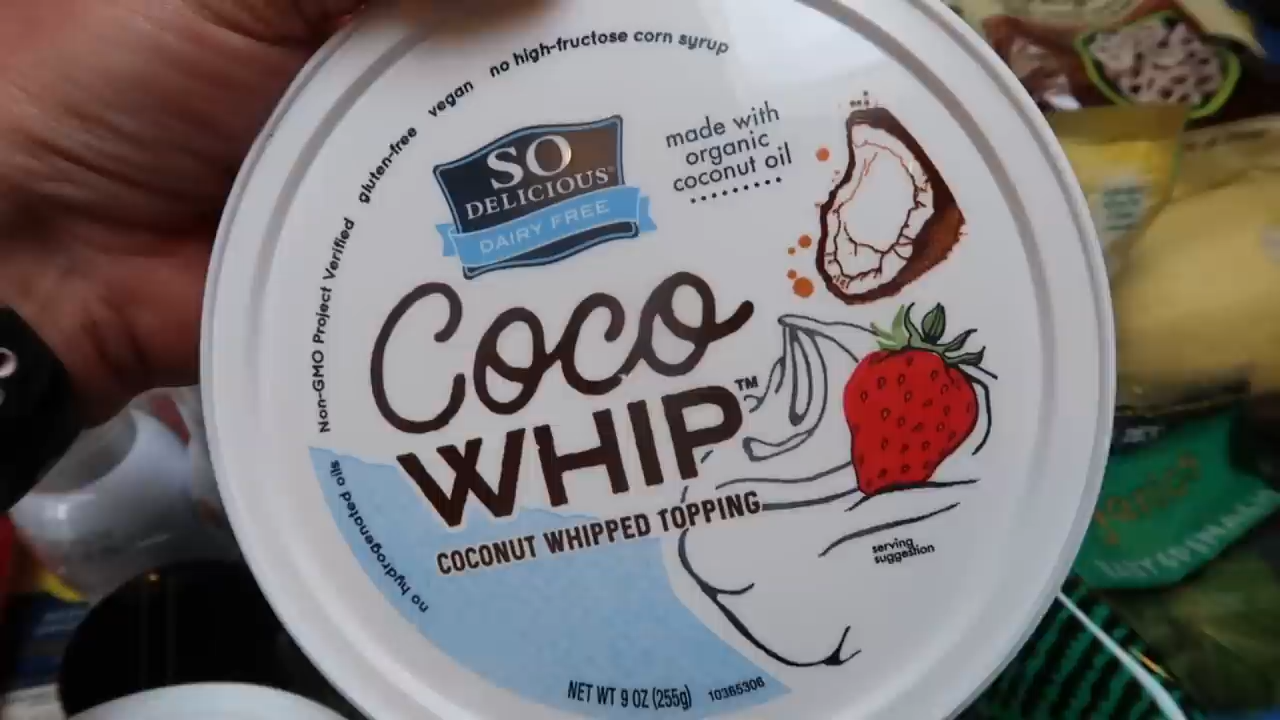 no hydrogenated oils
Non-GMO Project Verified
gluten-free
vegan
no high-fructose corn syrup
SO
DELICIOUS®
DAIRY FREE
made with
organic
coconut oil
Coco
WHIP™
COCONUT WHIPPED TOPPING
serving
suggestion
NET WT 9 OZ (255g)
10385306